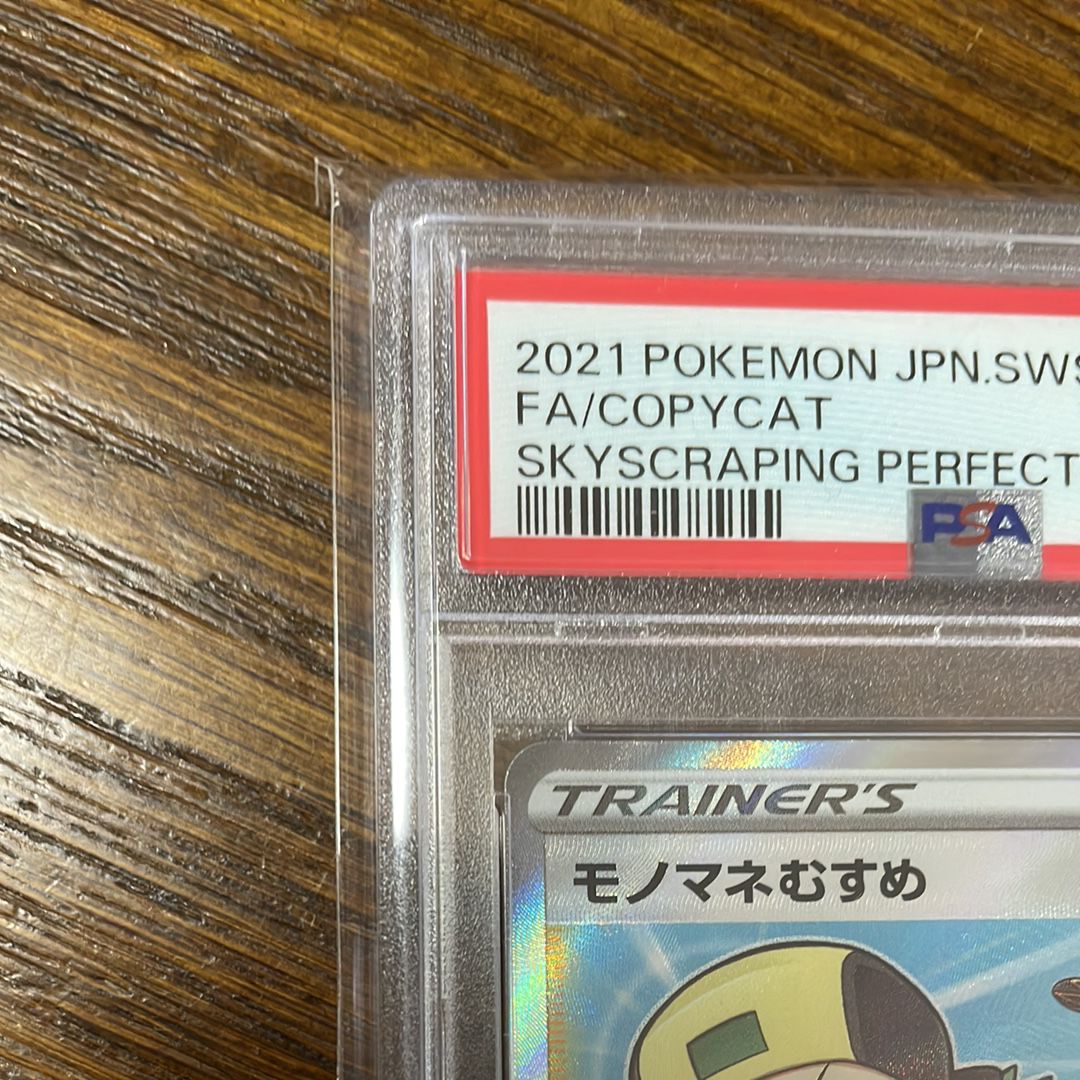 2021 POKEMON JPN.SWS
FA/COPYCAT
SKYSCRAPING PERFECT
PSA
TRAINER'S
モノマネむすめ